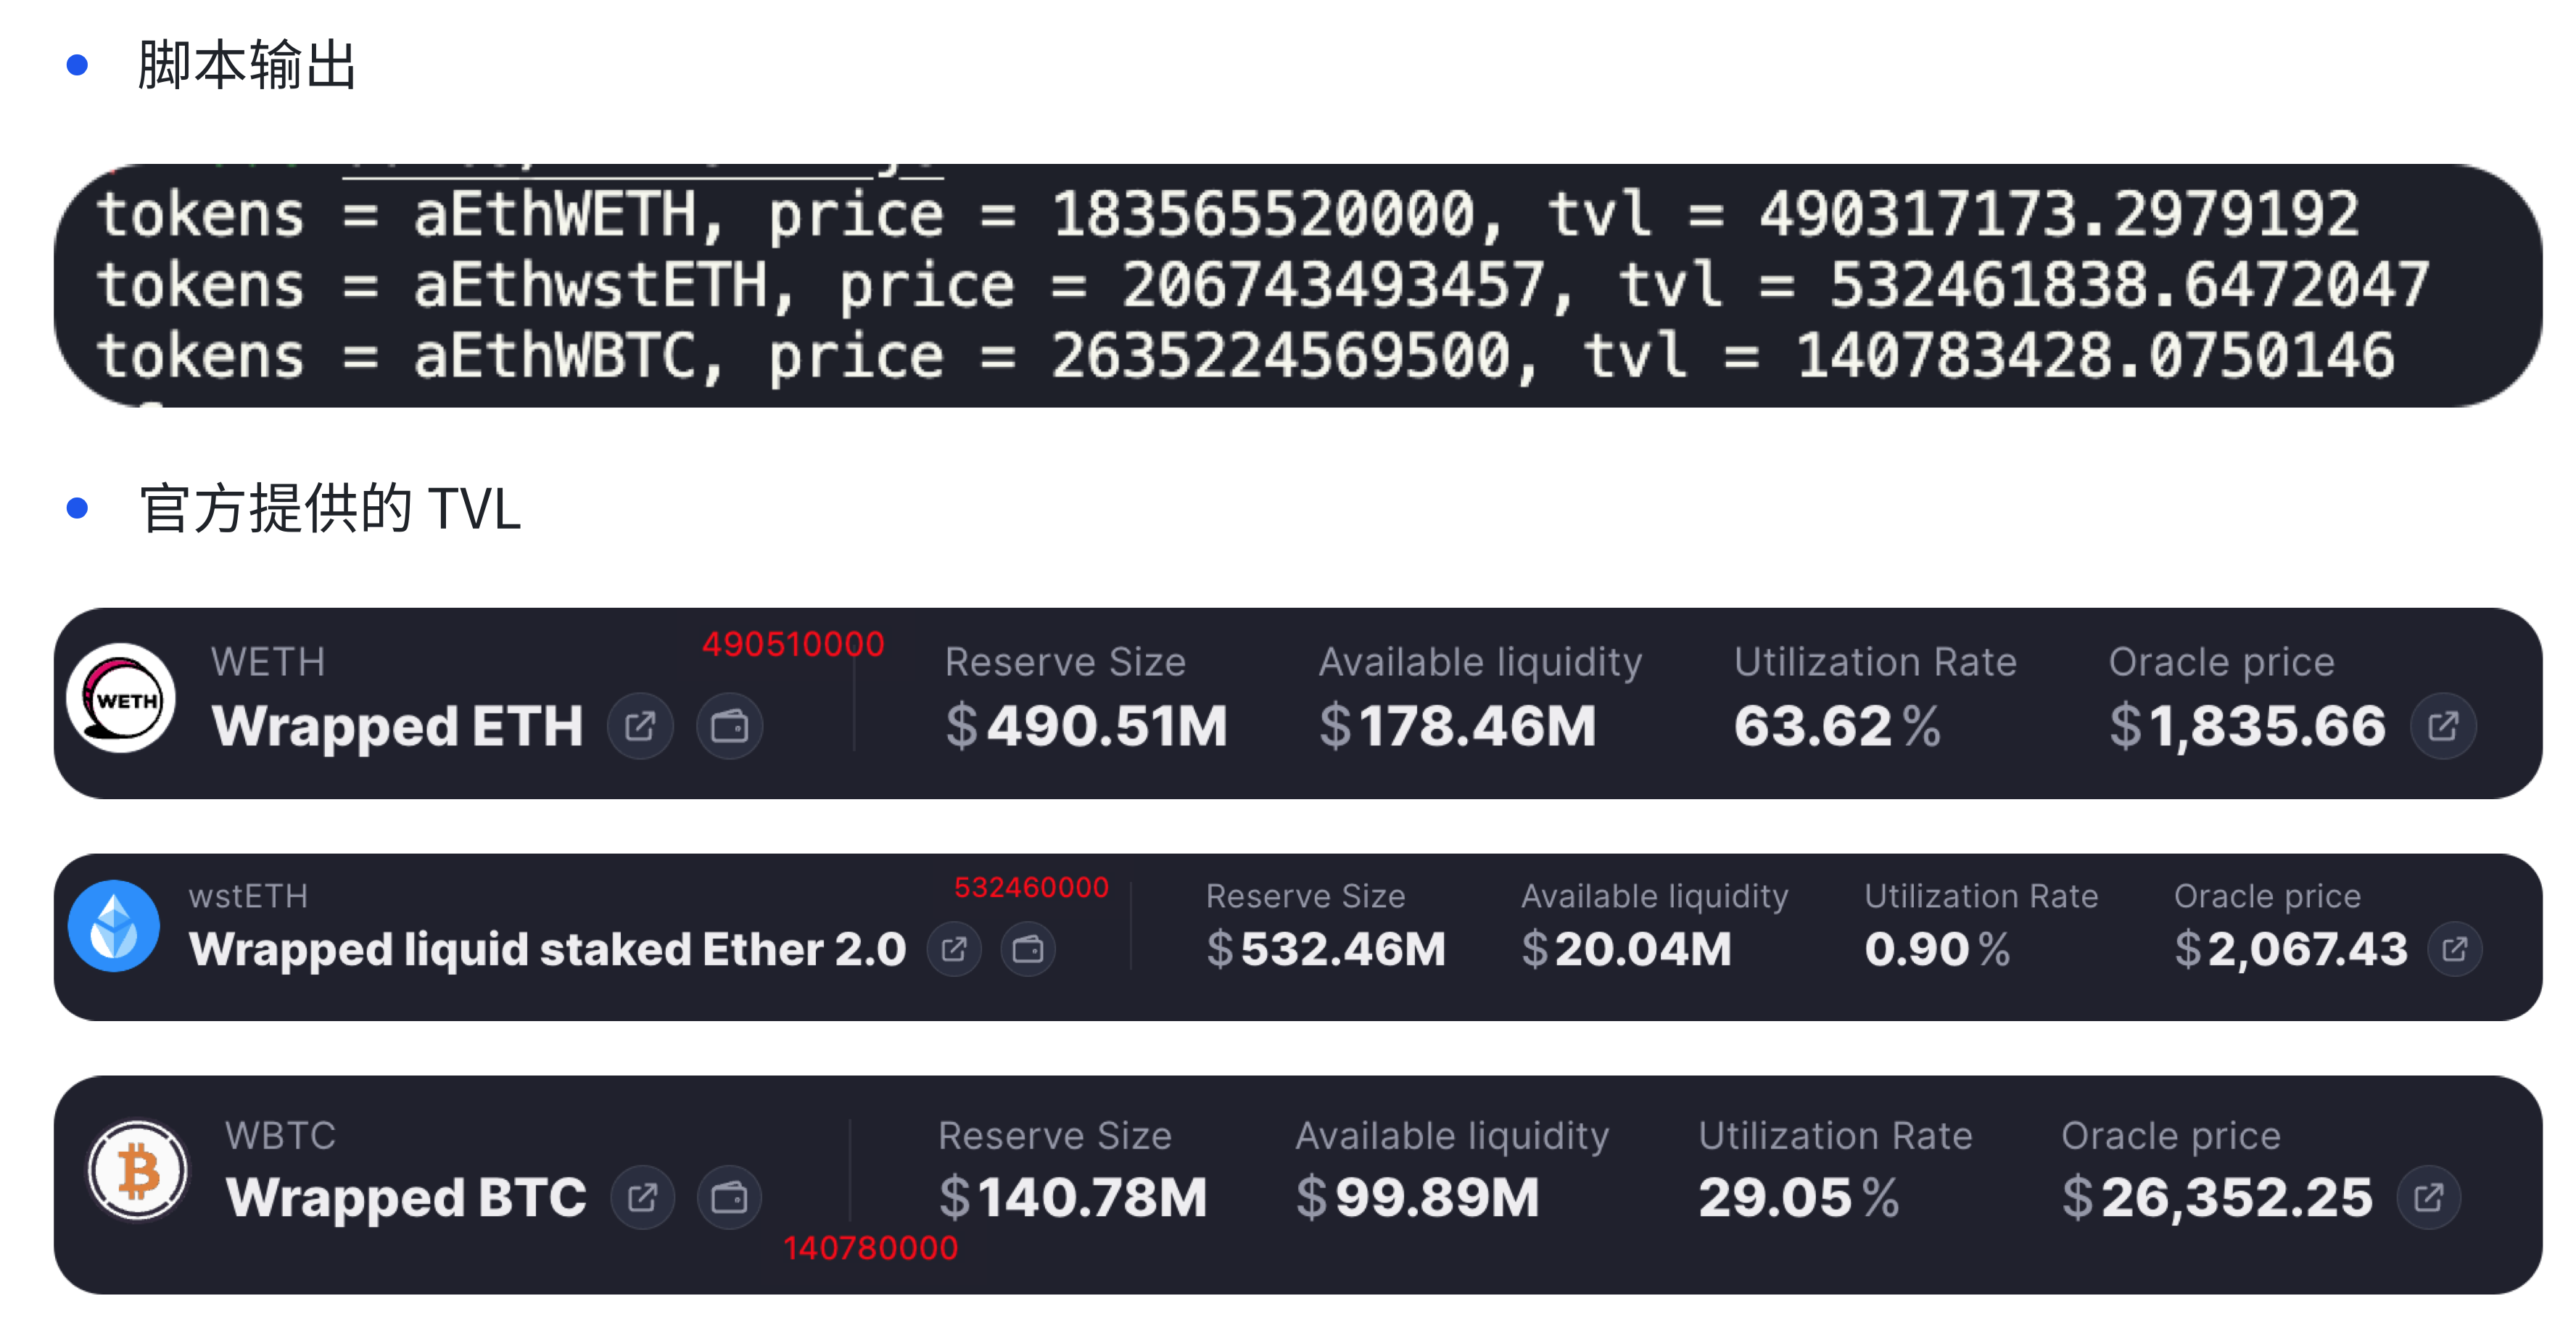 脚本输出
tokens = aEthWETH, price = 183565520000, tvl = 490317173.2979192
tokens = aEthwstETH, price = 206743493457, tvl = 532461838.6472047
tokens = aEthWBTC, price = 2635224569500, tvl = 140783428.0750146
官方提供的 TVL
WETH 490510000 Reserve Size Available liquidity Utilization Rate Oracle price
WETH Wrapped ETH $490.51M $178.46M 63.62% $1,835.66
wstETH 532460000 Reserve Size Available liquidity Utilization Rate Oracle price
Wrapped liquid staked Ether 2.0 $532.46M $20.04M 0.90% $2,067.43
WBTC Reserve Size Available liquidity Utilization Rate Oracle price
Wrapped BTC $140.78M $99.89M 29.05% $26,352.25
140780000